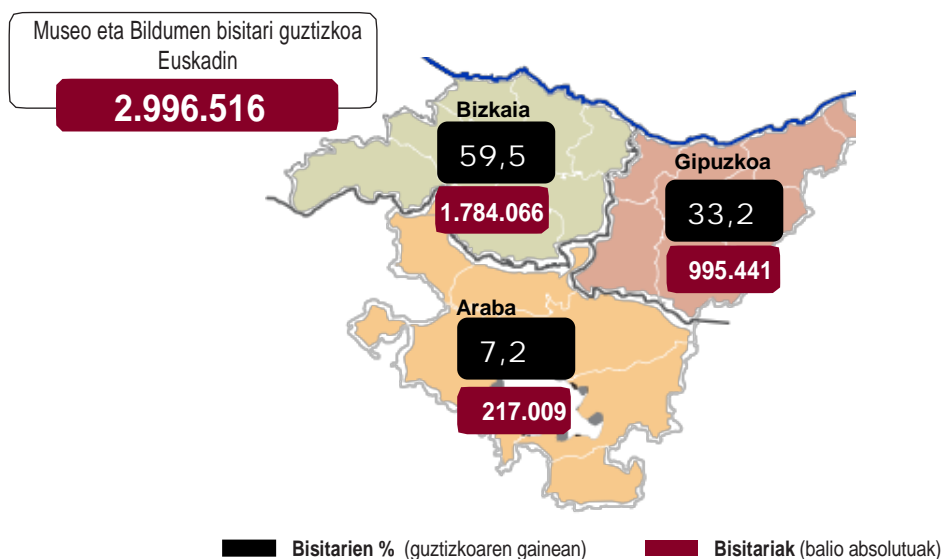 Museo eta Bildumen bisitari guztizkoa
Euskadin
2.996.516
Bizkaia
59,5
1.784.066
Gipuzkoa
33,2
995.441
Araba
7,2
217.009
Bisitarien % (guztizkoaren gainean)
Bisitariak (balio absolutuak)